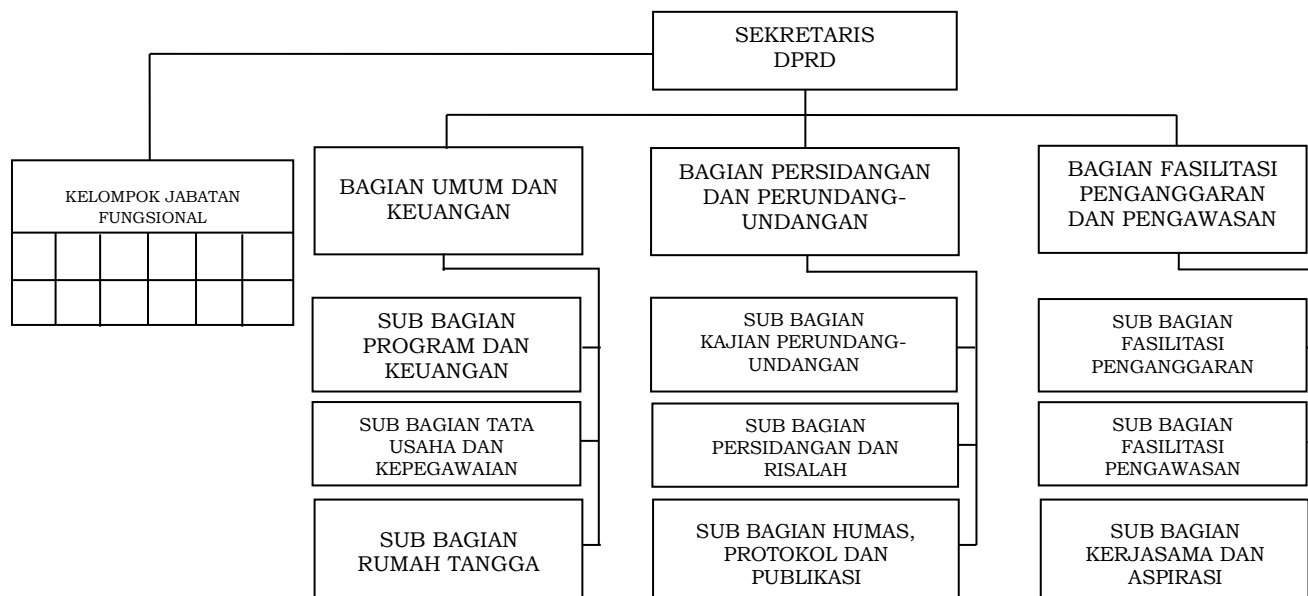 SEKRETARIS
DPRD
KELOMPOK JABATAN
FUNGSIONAL
BAGIAN UMUM DAN
KEUANGAN
BAGIAN PERSIDANGAN
DAN PERUNDANG-
UNDANGAN
BAGIAN FASILITASI
PENGANGGARAN
DAN PENGAWASAN
SUB BAGIAN
PROGRAM DAN
KEUANGAN
SUB BAGIAN
KAJIAN PERUNDANG-
UNDANGAN
SUB BAGIAN
FASILITASI
PENGANGGARAN
SUB BAGIAN TATA
USAHA DAN
KEPEGAWAIAN
SUB BAGIAN
PERSIDANGAN DAN
RISALAH
SUB BAGIAN
FASILITASI
PENGAWASAN
SUB BAGIAN
RUMAH TANGGA
SUB BAGIAN HUMAS,
PROTOKOL DAN
PUBLIKASI
SUB BAGIAN
KERJASAMA DAN
ASPIRASI